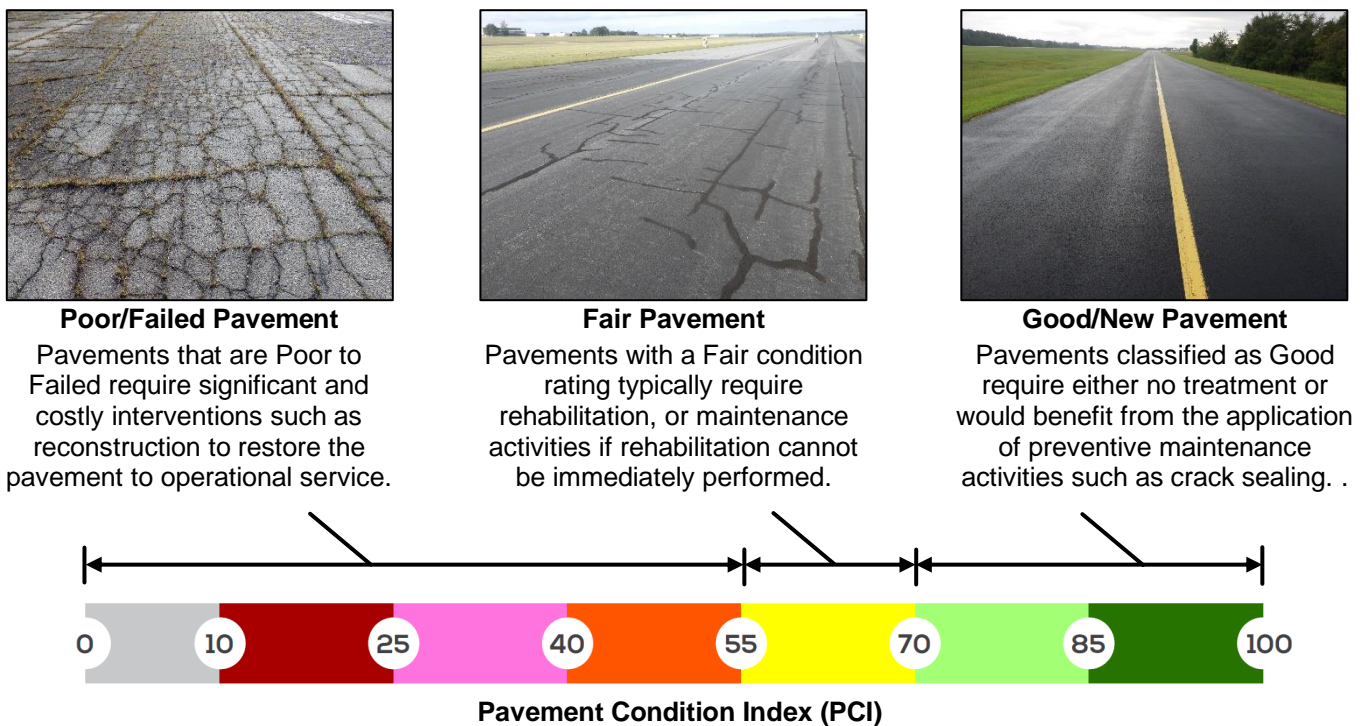 Poor/Failed Pavement
Pavements that are Poor to
Failed require significant and
costly interventions such as
reconstruction to restore the
pavement to operational service.
Fair Pavement
Pavements with a Fair condition
rating typically require
rehabilitation, or maintenance
activities if rehabilitation cannot
be immediately performed.
Good/New Pavement
Pavements classified as Good
require either no treatment or
would benefit from the application
of preventive maintenance
activities such as crack sealing. .
0 10 25 40 55 70 85 100
Pavement Condition Index (PCI)